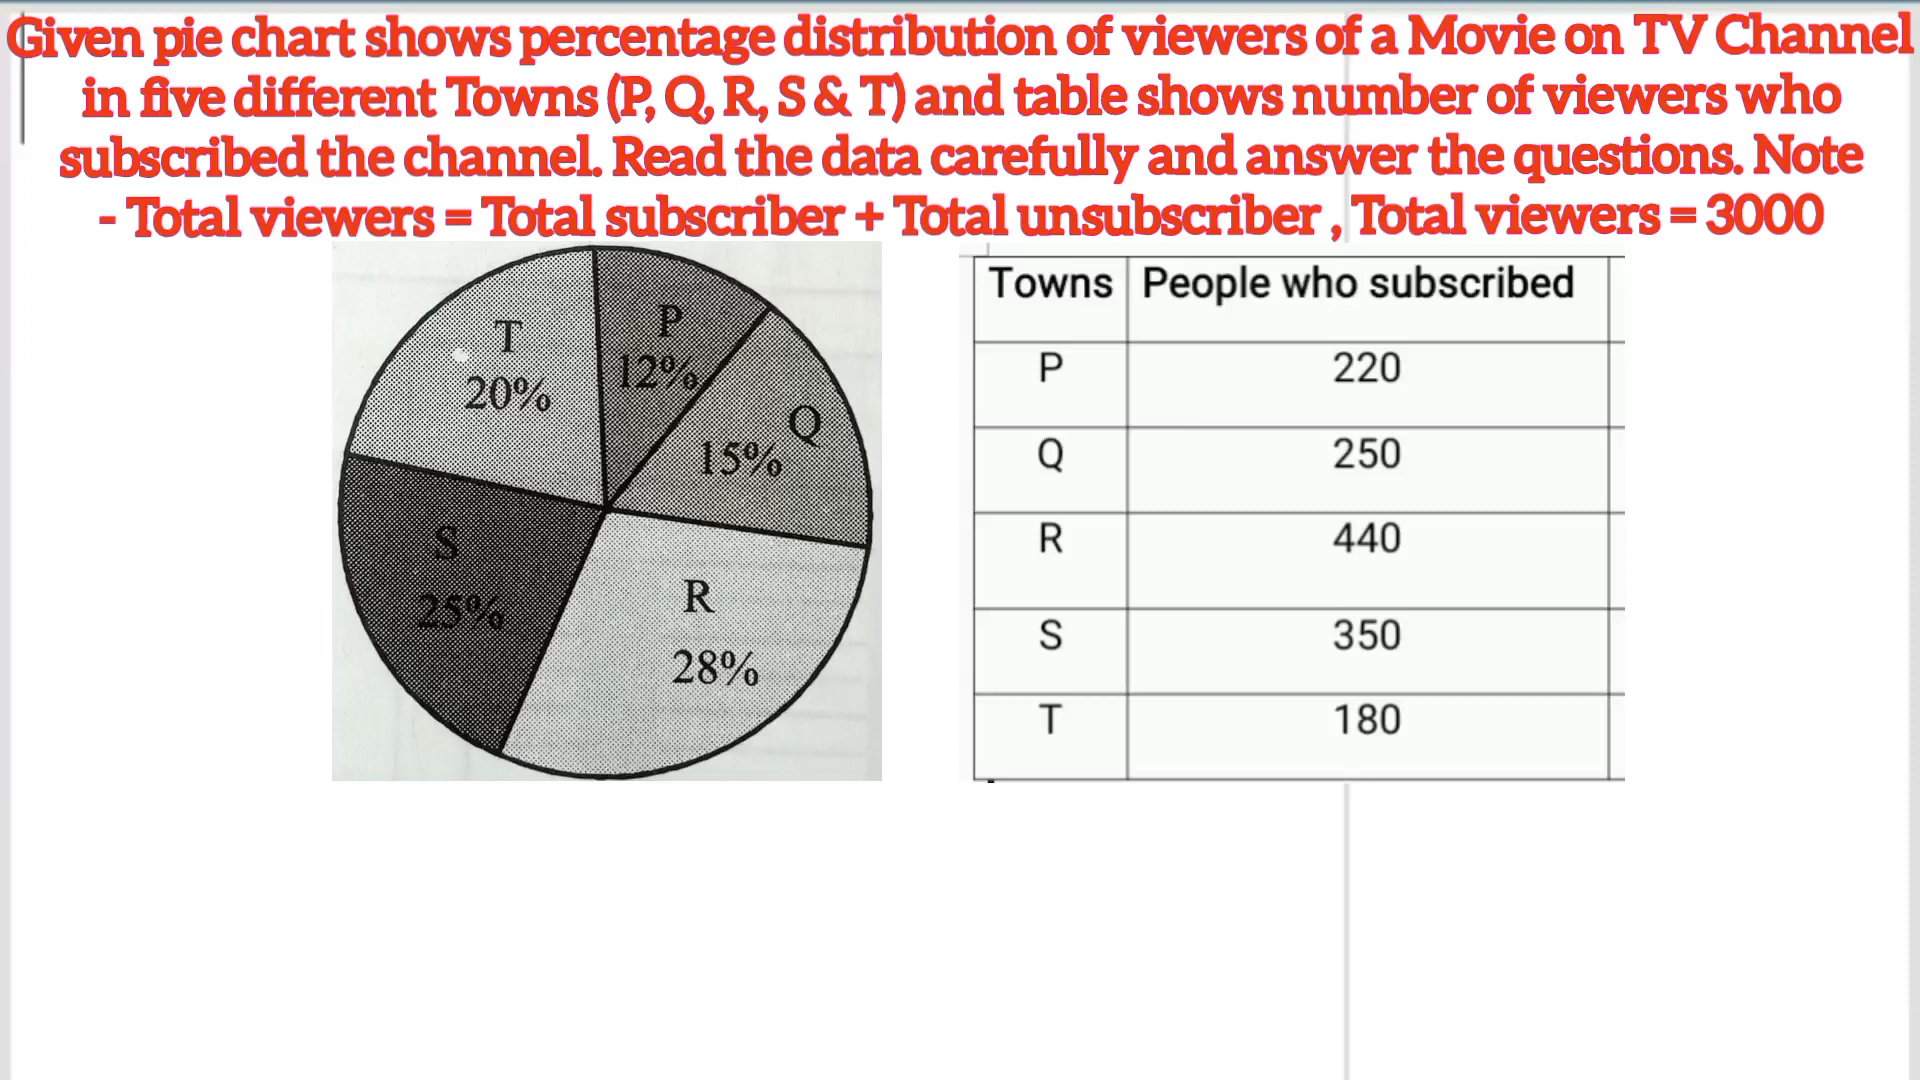 Given pie chart shows percentage distribution of viewers of a Movie on TV Channel
in five different Towns (P, Q, R, S & T) and table shows number of viewers who
subscribed the channel. Read the data carefully and answer the questions. Note
- Total viewers = Total subscriber + Total unsubscriber , Total viewers = 3000
T
20%
P
12%
Q
15%
S
25%
R
28%
Towns People who subscribed
P 220
Q 250
R 440
S 350
T 180